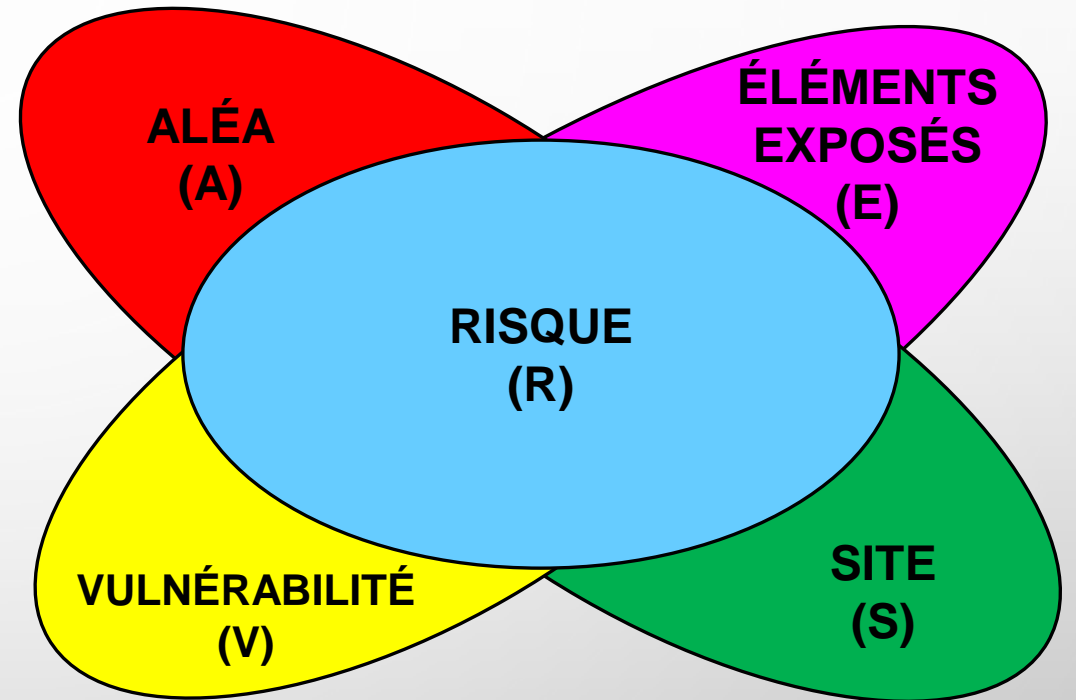 ALÉA
(A)
ÉLÉMENTS
EXPOSÉS
(E)
RISQUE
(R)
VULNÉRABILITÉ
(V)
SITE
(S)